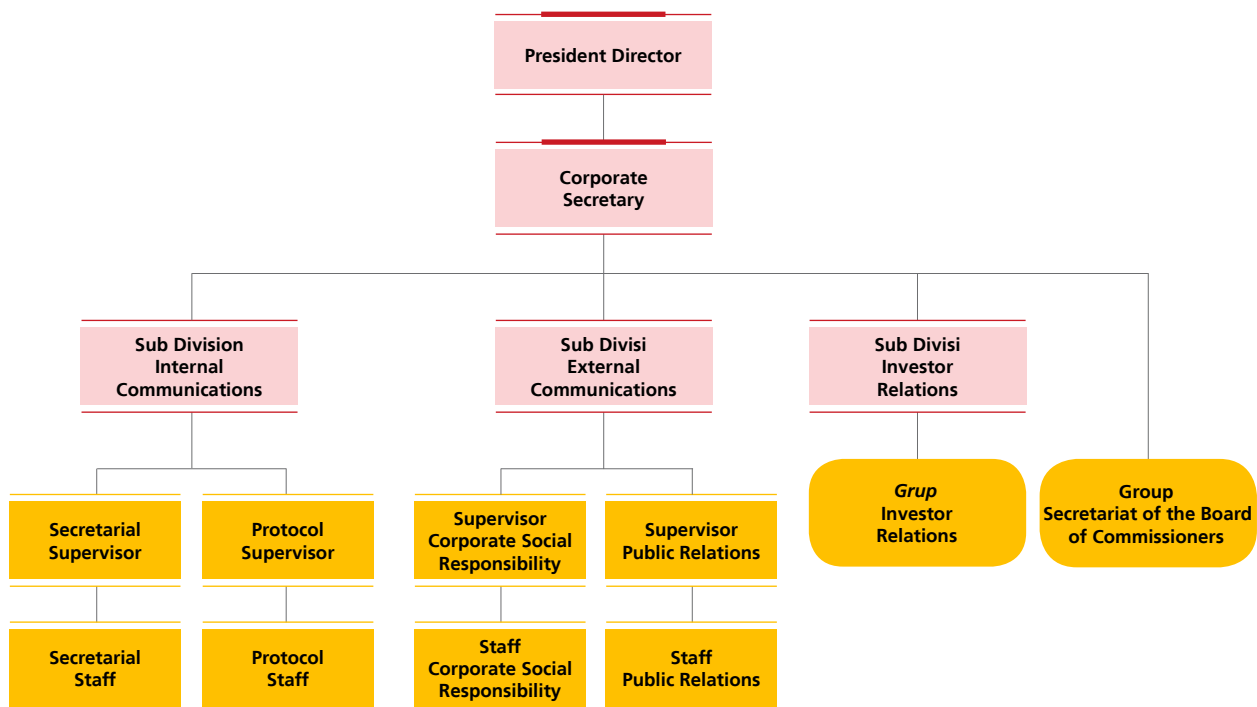 President Director
Corporate
Secretary
Sub Division
Internal
Communications
Sub Divisi
External
Communications
Sub Divisi
Investor
Relations
Secretarial
Supervisor
Protocol
Supervisor
Supervisor
Corporate Social
Responsibility
Supervisor
Public Relations
Grup
Investor
Relations
Group
Secretariat of the Board
of Commissioners
Secretarial
Staff
Protocol
Staff
Staff
Corporate Social
Responsibility
Staff
Public Relations